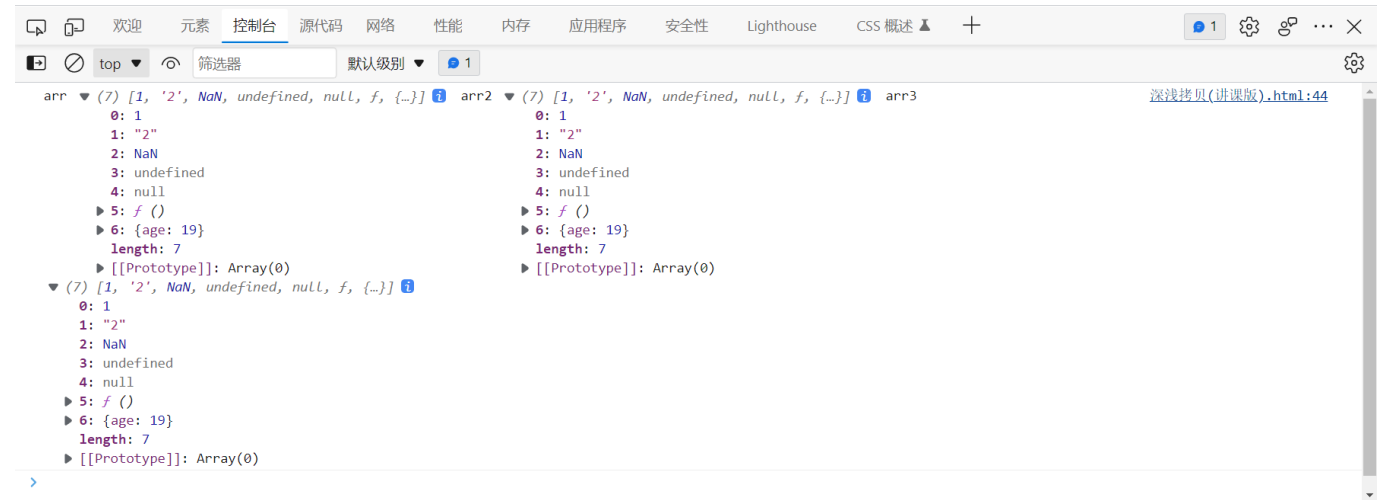 欢迎 元素 控制台 源代码 网络 性能 内存 应用程序 安全性 Lighthouse CSS 概述 1
top 筛选器 默认级别 1
arr (7) [1, '2', NaN, undefined, null, ƒ, {…}] arr2 (7) [1, '2', NaN, undefined, null, ƒ, {…}] arr3 深浅拷贝(讲课版).html:44
0: 1 0: 1
1: "2" 1: "2"
2: NaN 2: NaN
3: undefined 3: undefined
4: null 4: null
5: ƒ () 5: ƒ ()
6: {age: 19} 6: {age: 19}
length: 7 length: 7
[[Prototype]]: Array(0) [[Prototype]]: Array(0)
(7) [1, '2', NaN, undefined, null, ƒ, {…}]
0: 1
1: "2"
2: NaN
3: undefined
4: null
5: ƒ ()
6: {age: 19}
length: 7
[[Prototype]]: Array(0)